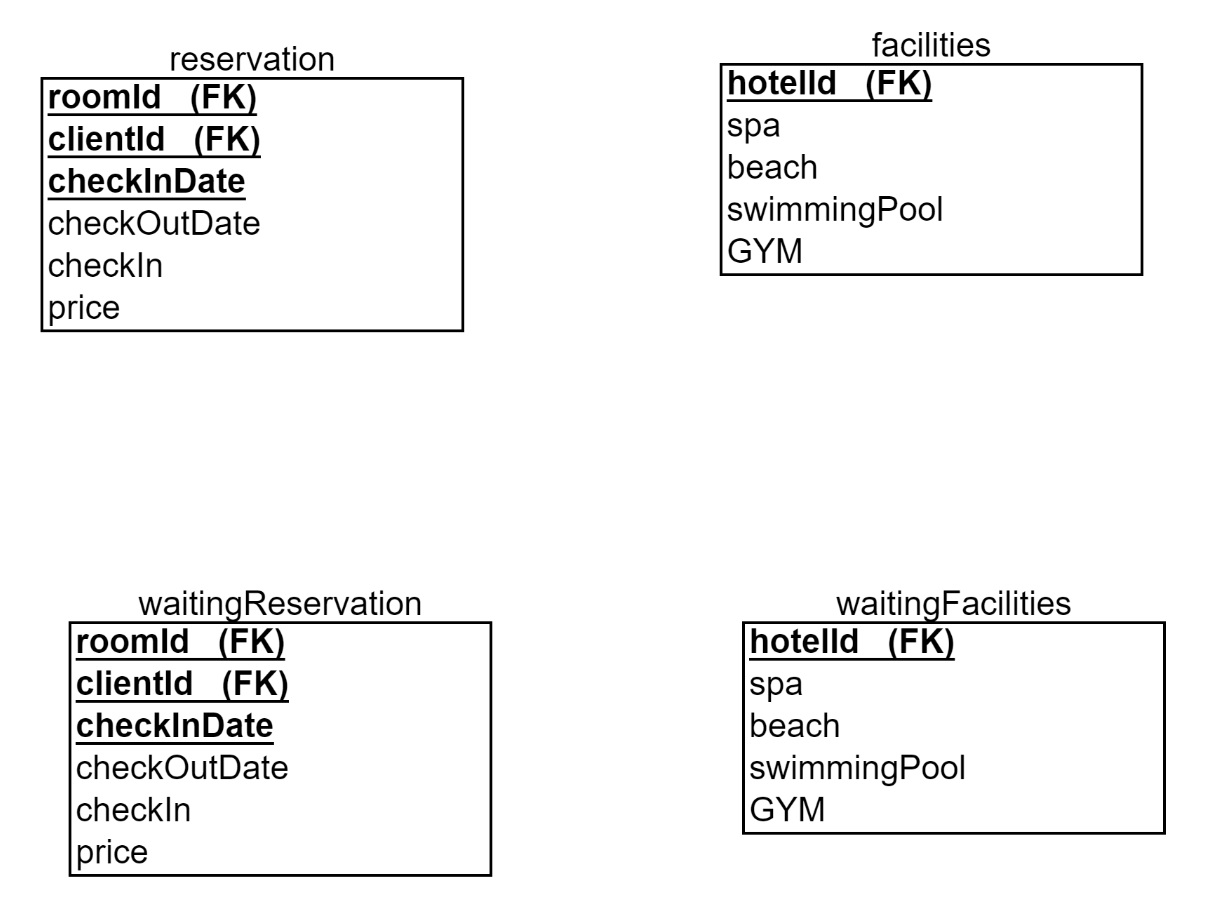 reservation
roomId (FK)
clientId (FK)
checkInDate
checkOutDate
checkIn
price
facilities
hotelId (FK)
spa
beach
swimmingPool
GYM
waitingReservation
roomId (FK)
clientId (FK)
checkInDate
checkOutDate
checkIn
price
waitingFacilities
hotelId (FK)
spa
beach
swimmingPool
GYM